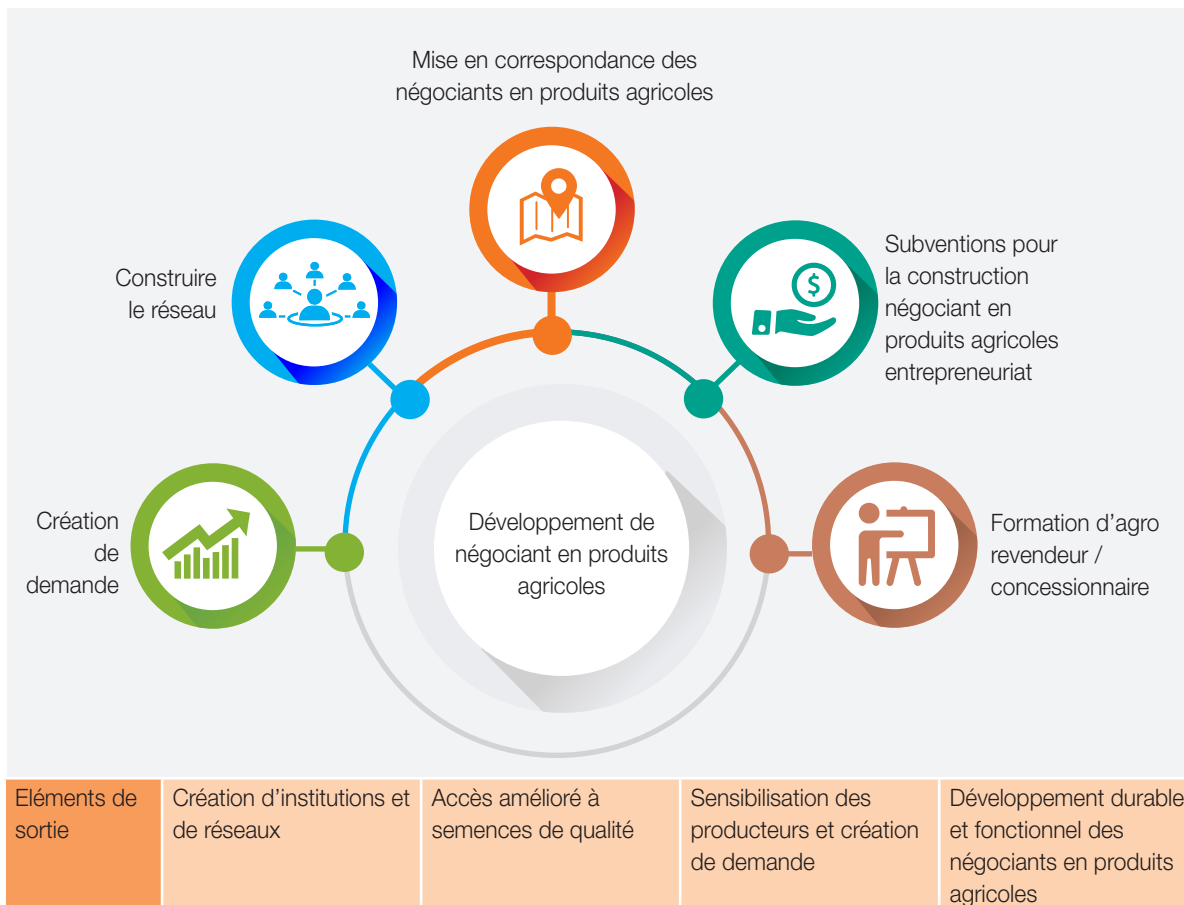 Mise en correspondance des
négociants en produits agricoles
Construire
le réseau
Subventions pour
la construction
négociant en
produits agricoles
entrepreneuriat
Création
de
demande
Développement de
négociant en produits
agricoles
Formation d’agro
revendeur /
concessionnaire
$
Eléments de
sortie
Création d’institutions et
de réseaux
Accès amélioré à
semences de qualité
Sensibilisation des
producteurs et création
de demande
Développement durable
et fonctionnel des
négociants en produits
agricoles